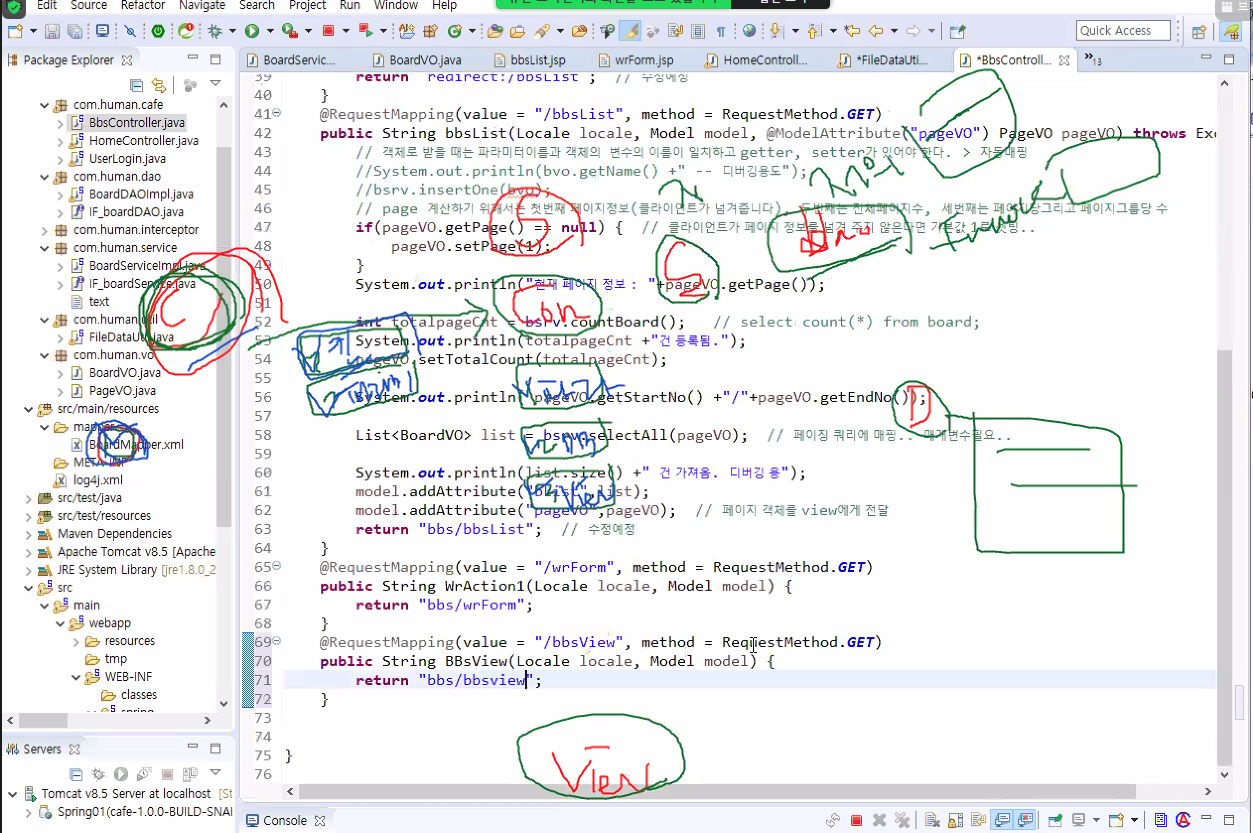 Edit Source Refactor Navigate Search Project Run Window Help
Quick Access
Package Explorer
BoardServic... BoardVO.java bbsList.jsp wrForm.jsp HomeControll... *FileDataUti... *BbsControll... »13
com.human.cafe
BbsController.java
HomeController.java
UserLogin.java
com.human.dao
BoardDAOImpl.java
IF_boardDAO.java
com.human.interceptor
com.human.service
BoardServiceImpl.java
IF_boardService.java
text
com.human.util
FileDataUtil.java
com.human.vo
BoardVO.java
PageVO.java
src/main/resources
BoardMapper.xml
META-INF
log4j.xml
src/test/java
src/test/resources
Maven Dependencies
Apache Tomcat v8.5 [Apache
JRE System Library [jre1.8.0_2
src
main
webapp
resources
tmp
WEB-INF
classes
spring
Servers
Tomcat v8.5 Server at localhost [St
Spring01(cafe-1.0.0-BUILD-SNAI
39 return "redirect:/bbsList"; // 수정예정
40 }
41 @RequestMapping(value = "/bbsList", method = RequestMethod.GET)
42 public String bbsList(Locale locale, Model model, @ModelAttribute("pageVO") PageVO pageVO) throws Exc
43 // 객체로 받을 때는 파라미터이름과 객체의 변수의 이름이 일치하고 getter, setter가 있어야 한다. > 자동매핑
44 //System.out.println(bvo.getName() +" -- 디버깅용도");
45 //bsrv.insertOne(bvo);
46 // page 계산하기 위해서는 첫번째 페이지정보(클라이언트가 넘겨줍니다), 두번째는 전체페이지수, 세번째는 페이지당그리고 페이지그룹당 수
47 if(pageVO.getPage() == null) { // 클라이언트가 페이지 정보를 넘겨 주지 않은다면 기본값 1로 셋팅..
48 pageVO.setPage(1);
49 }
50 System.out.println("현재 페이지 정보 : "+pageVO.getPage());
51
52 int totalpageCnt = bsrv.countBoard(); // select count(*) from board;
53 System.out.println(totalpageCnt +"건 등록됨.");
54 pageVO.setTotalCount(totalpageCnt);
55
56 System.out.println(pageVO.getStartNo() +"/"+pageVO.getEndNo());
57
58 List<BoardVO> list = bsrv.selectAll(pageVO); // 페이징 쿼리에 매핑.. 매개변수필요..
59
60 System.out.println(list.size() +" 건 가져옴. 디버깅 용");
61 model.addAttribute("blist",list);
62 model.addAttribute("pageVO",pageVO); // 페이지 객체를 view에게 전달
63 return "bbs/bbsList"; // 수정예정
64 }
65 @RequestMapping(value = "/wrForm", method = RequestMethod.GET)
66 public String WrAction1(Locale locale, Model model) {
67 return "bbs/wrForm";
68 }
69 @RequestMapping(value = "/bbsView", method = RequestMethod.GET)
70 public String BBsView(Locale locale, Model model) {
71 return "bbs/bbsview";
72 }
73
74
75 }
76
C
Con
D
View
Console